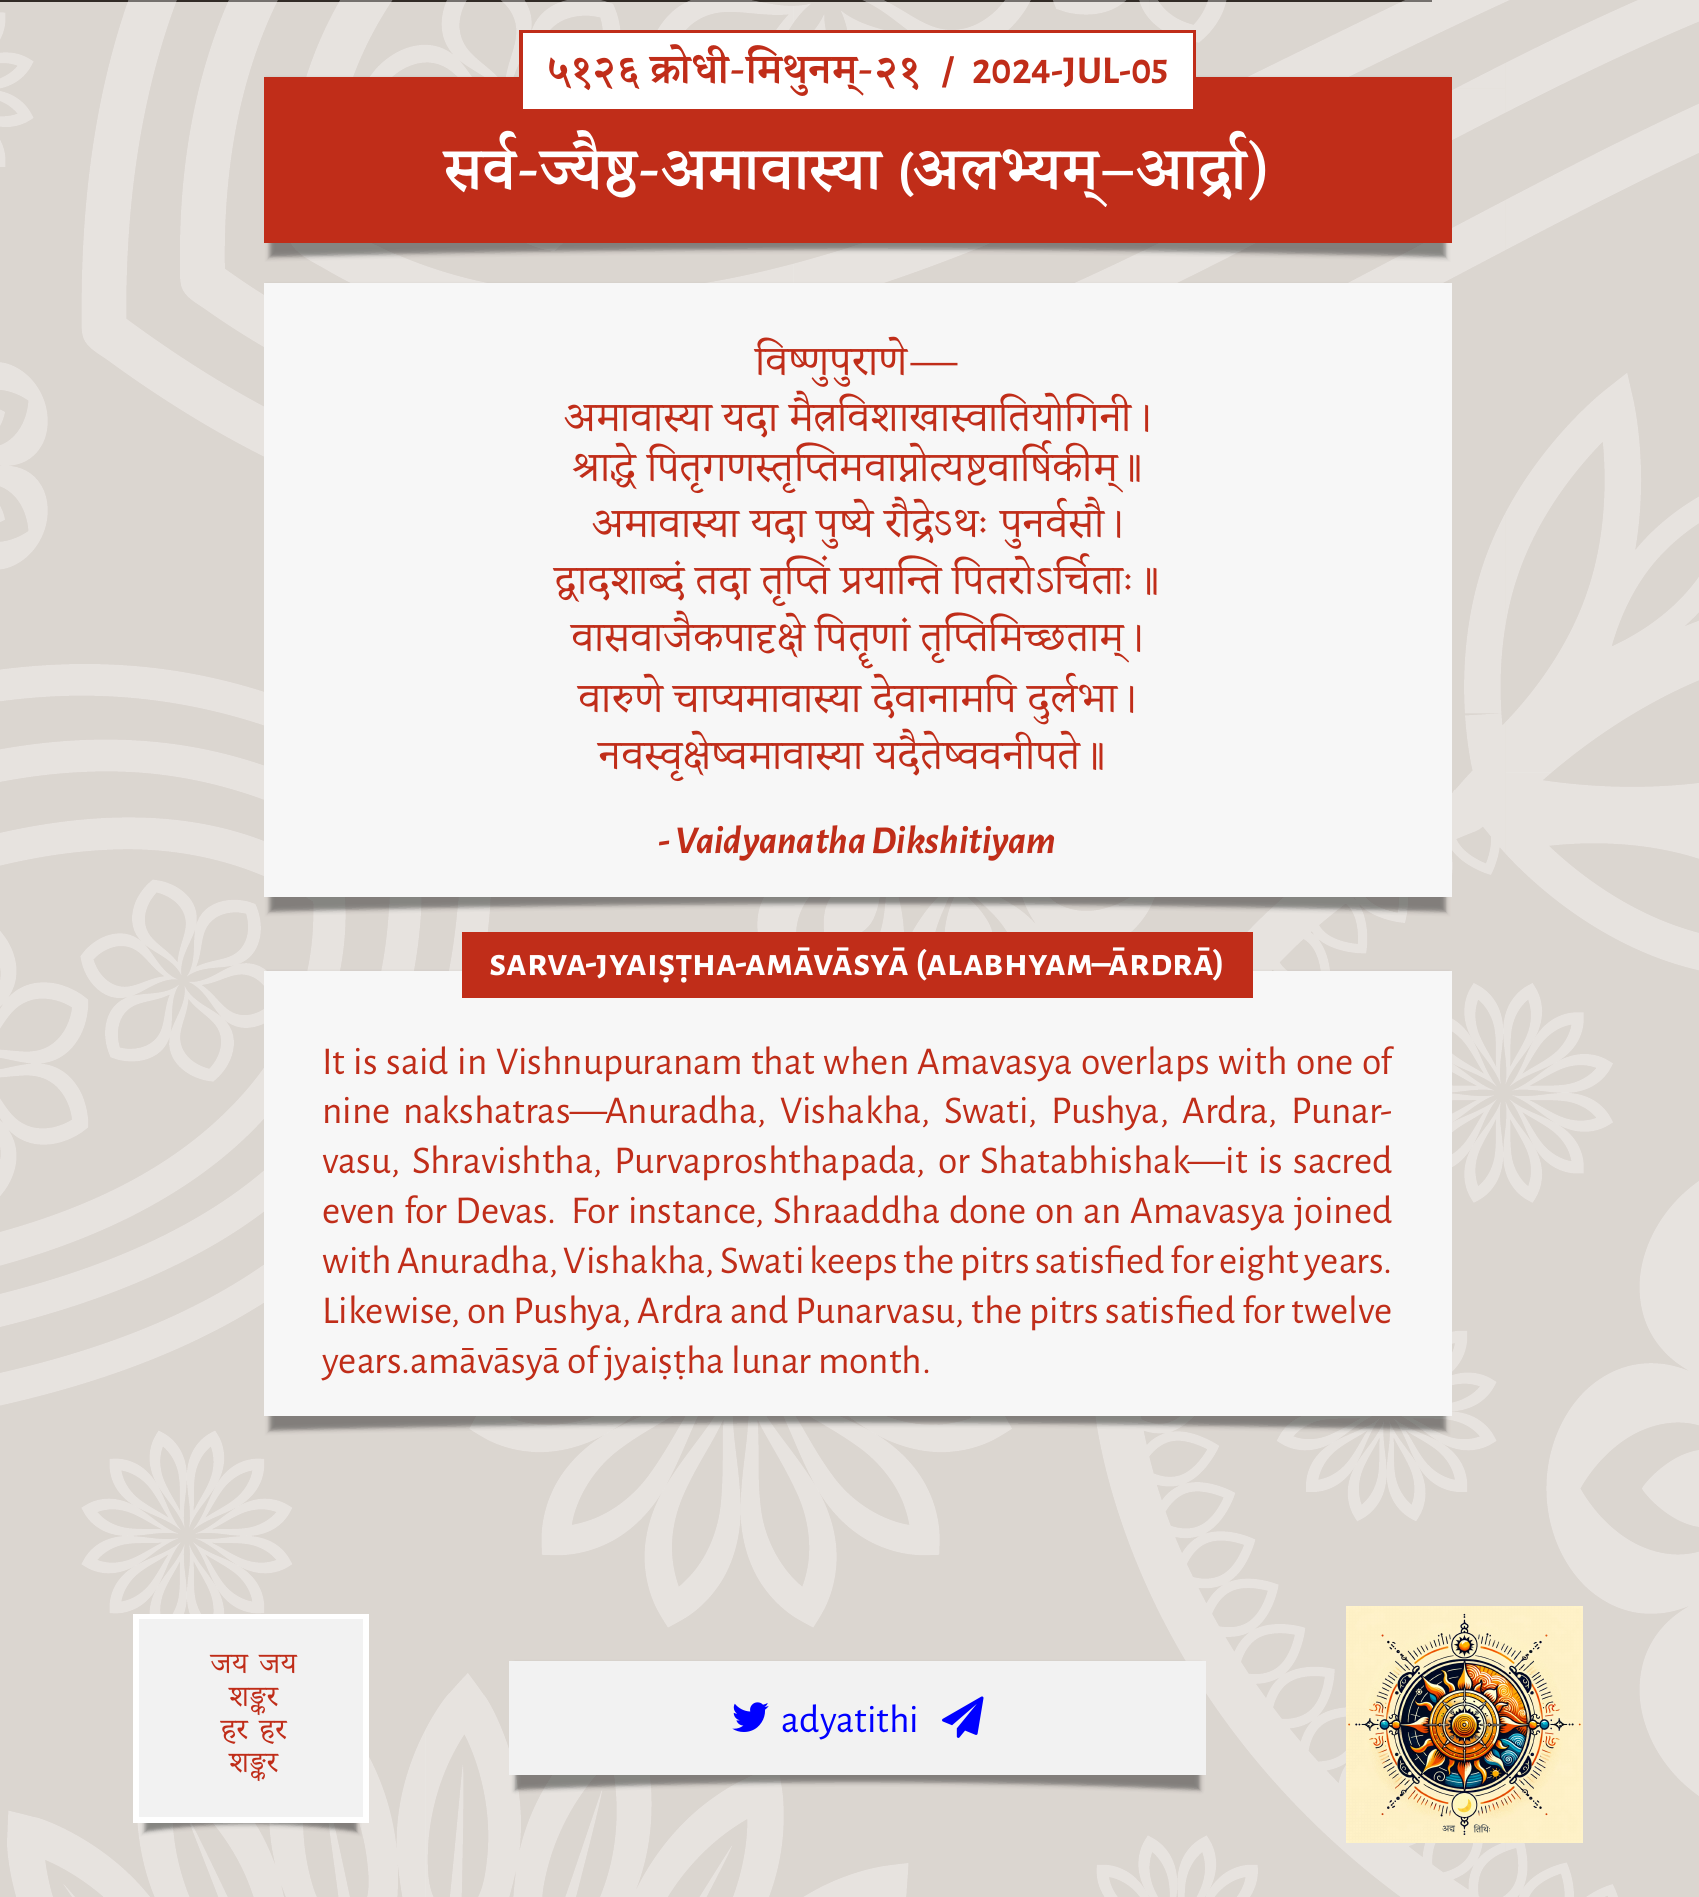 ५१२६ क्रोधी-मिथुनम्-२१ / 2024-JUL-05
सर्व-ज्यैष्ठ-अमावास्या (अलभ्यम्–आर्द्रा)
विष्णुपुराणे—
अमावास्या यदा मैत्रविशाखास्वातियोगिनी।
श्राद्धे पितृगणस्तृप्तिमवाप्नोत्यष्टवार्षिकीम्॥
अमावास्या यदा पुष्ये रौद्रेऽथः पुनर्वसौ।
द्वादशाब्दं तदा तृप्तिं प्रयान्ति पितरोऽर्चिताः॥
वासवाजैकपादृक्षे पितॄणां तृप्तिमिच्छताम्।
वारुणे चाप्यमावास्या देवानामपि दुर्लभा।
नवस्वृक्षेष्वमावास्या यदैतेष्ववनीपते॥
- Vaidyanatha Dikshitiyam
SARVA-JYAIṢṬHA-AMĀVĀSYĀ (ALABHYAM–ĀRDRĀ)
It is said in Vishnupuranam that when Amavasya overlaps with one of
nine nakshatras—Anuradha, Vishakha, Swati, Pushya, Ardra, Punar-
vasu, Shravishtha, Purvaproshthapada, or Shatabhishak—it is sacred
even for Devas. For instance, Shraaddha done on an Amavasya joined
with Anuradha, Vishakha, Swati keeps the pitrs satisfied for eight years.
Likewise, on Pushya, Ardra and Punarvasu, the pitrs satisfied for twelve
years.amāvāsyā of jyaiṣṭha lunar month.
जय जय
शङ्कर
हर हर
शङ्कर
adyatithi
अद्य तिथिः